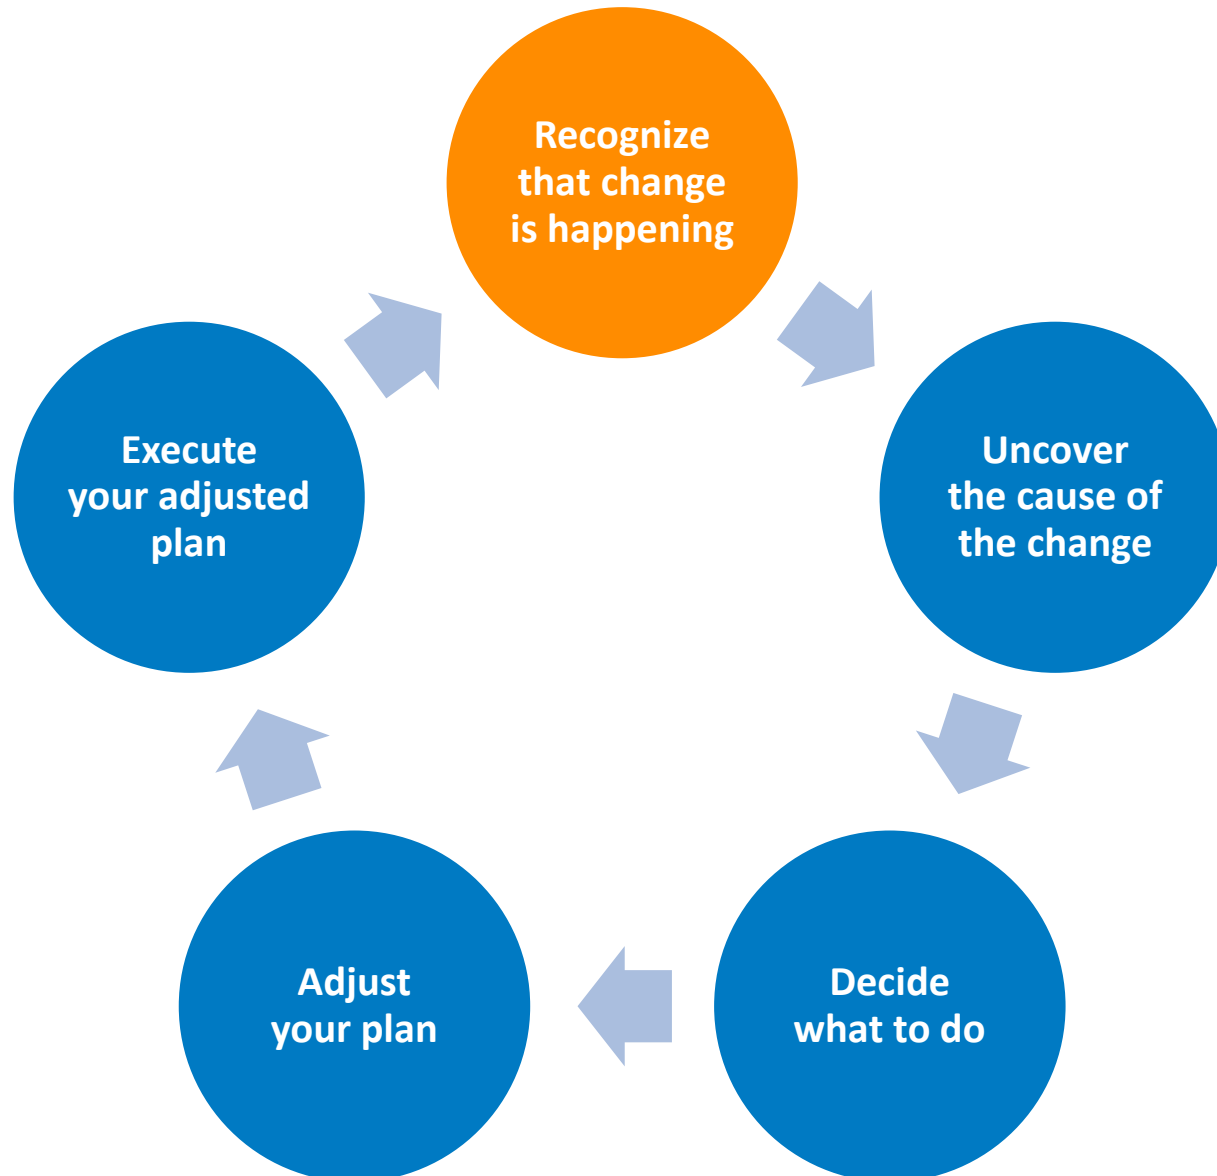 Recognize
that change
is happening
Uncover
the cause of
the change
Decide
what to do
Adjust
your plan
Execute
your adjusted
plan